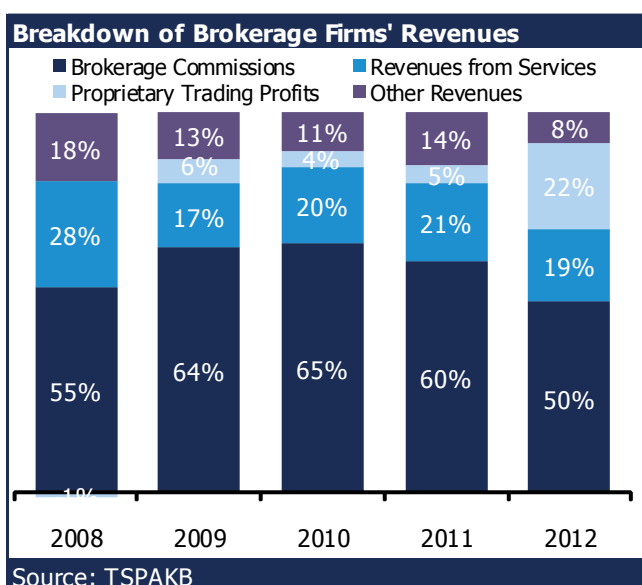 Breakdown of Brokerage Firms' Revenues
Brokerage Commissions Revenues from Services
Proprietary Trading Profits Other Revenues
18% 13% 11% 14% 8%
6% 4% 5% 22%
28% 17% 20% 21% 19%
55% 64% 65% 60% 50%
2008 2009 2010 2011 2012
Source: TSPAKB